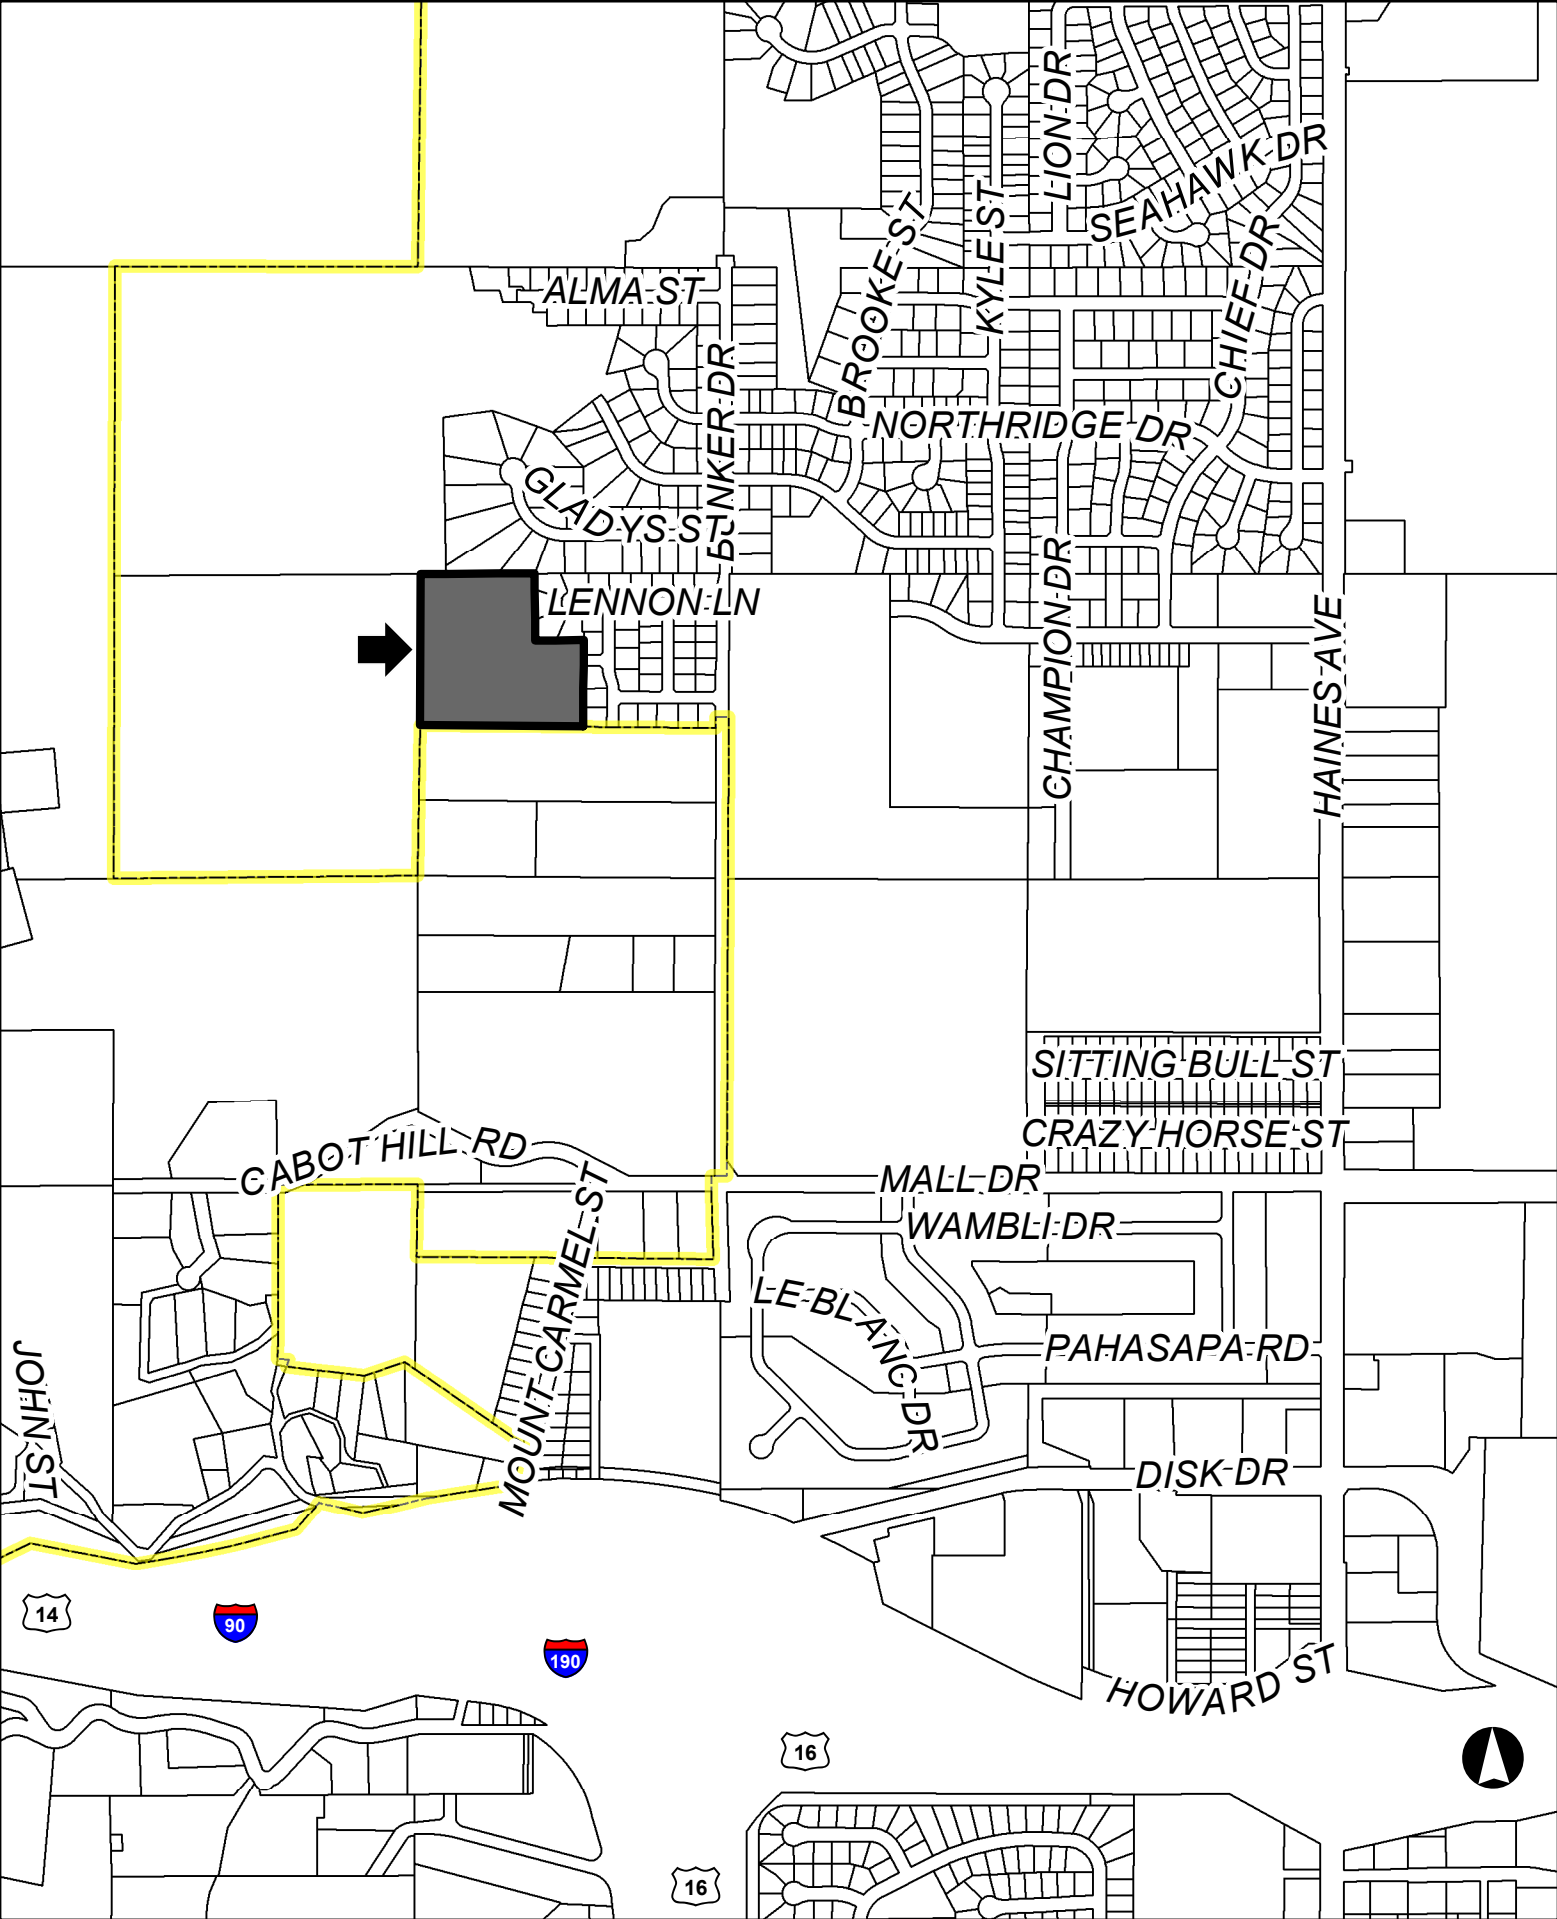 LION DR
SEAHAWK DR
BROOKE ST
KYLE ST
CHIEF DR
ALMA ST
BUNKER DR
NORTHRIDGE DR
GLADYS ST
LENNON LN
CHAMPION DR
HAINES AVE
SITTING BULL ST
CRAZY HORSE ST
CABOT HILL RD
MALL DR
WAMBLI DR
MOUNT CARMEL ST
LE BLANC DR
PAHASAPA RD
JOHN ST
DISK DR
14
90
190
HOWARD ST
16
16